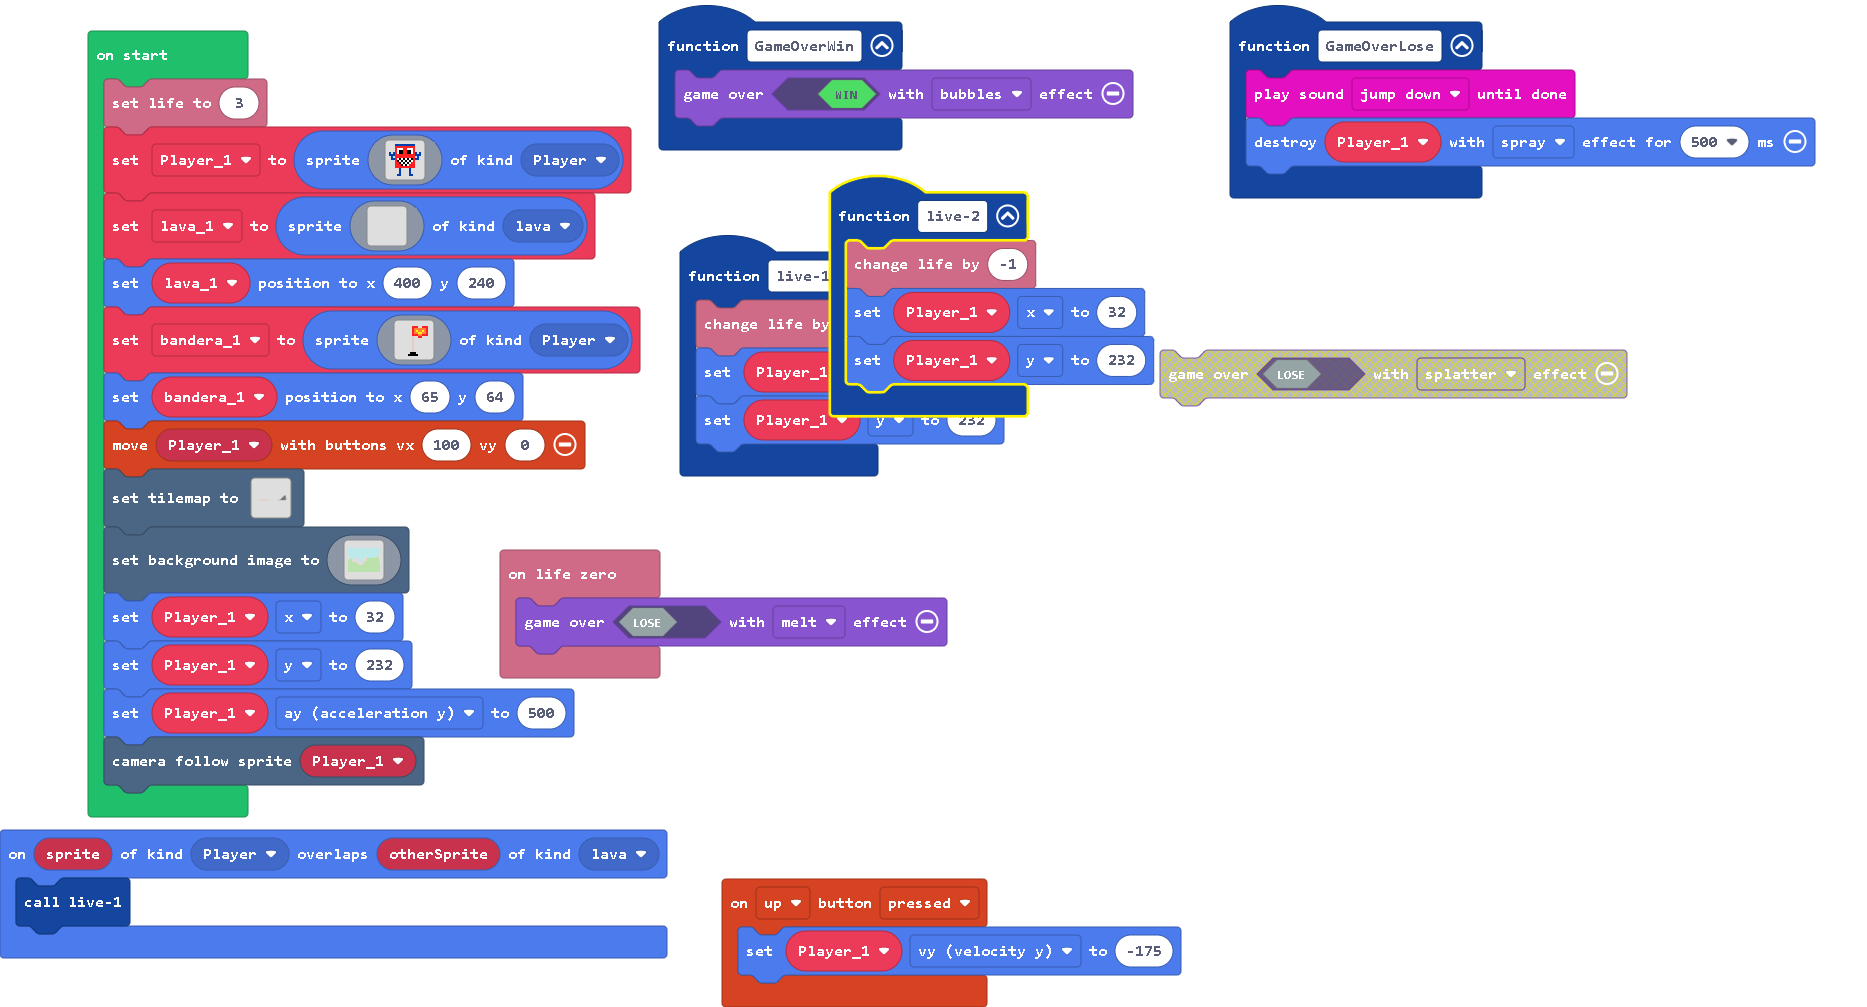 on start
set life to 3
set Player_1 to sprite of kind Player
set lava_1 to sprite of kind lava
set lava_1 position to x 400 y 240
set bandera_1 to sprite of kind Player
set bandera_1 position to x 65 y 64
move Player_1 with buttons vx 100 vy 0
set tilemap to
set background image to
set Player_1 x to 32
set Player_1 y to 232
set Player_1 ay (acceleration y) to 500
camera follow sprite Player_1
on sprite of kind Player overlaps otherSprite of kind lava
call live-1
function GameOverWin
game over WIN with bubbles effect
function GameOverLose
play sound jump down until done
destroy Player_1 with spray effect for 500 ms
function live-1
change life by
set Player_1
set Player_1 y to 232
function live-2
change life by -1
set Player_1 x to 32
set Player_1 y to 232
game over LOSE with splatter effect
on life zero
game over LOSE with melt effect
on up button pressed
set Player_1 vy (velocity y) to -175